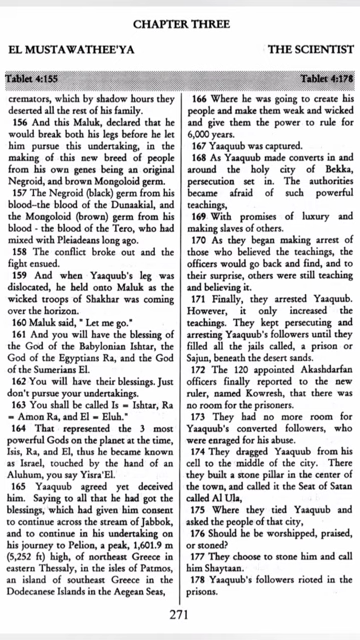 CHAPTER THREE
EL MUSTAWATHEE'YA
THE SCIENTIST
Tablet 4:155
Tablet 4:178
cremators, which by shadow hours they
deserted all the rest of his family.
156 And this Maluk, declared that he
would break both his legs before he let
him pursue this undertaking, in the
making of this new breed of people
from his own genes being an original
Negroid, and brown Mongoloid germ.
157 The Negroid (black) germ from his
blood–the blood of the Dunaakial, and
the Mongoloid (brown) germ from his
blood - the blood of the Tero, who had
mixed with Pleiadeans long ago.
158 The conflict broke out and the
fight ensued.
159 And when Yaaqub's leg was
dislocated, he held onto Maluk as the
wicked troops of Shakhar was coming
over the horizon.
160 Maluk said, " Let me go."
161 And you will have the blessing of
the God of the Babylonian Ishtar, the
God of the Egyptians Ra, and the God
of the Sumerians El.
162 You will have their blessings. Just
don't pursue your undertakings.
163 You shall be called Is = Ishtar, Ra
= Amon Ra, and El = Eluh."
164 That represented the 3 most
powerful Gods on the planet at the time,
Isis, Ra, and El, thus he became known
as Israel, touched by the hand of an
Aluhum, you say Yisra'El.
165 Yaaqub agreed yet deceived
him. Saying to all that he had got the
blessings, which had given him consent
to continue across the stream of Jabbok,
and to continue in his undertaking on
his journey to Pelion, a peak, 1,601.9 m
(5,252 ft) high, of northeast Greece in
eastern Thessaly, in the isles of Patmos,
an island of southeast Greece in the
Dodecanese Islands in the Aegean Seas,
166 Where he was going to create his
people and make them weak and wicked
and give them the power to rule for
6,000 years.
167 Yaaqub was captured.
168 As Yaaqub made converts in and
around the holy city of Bekka,
persecution set in. The authorities
became afraid of such powerful
teachings,
169 With promises of luxury and
making slaves of others.
170 As they began making arrest of
those who believed the teachings, the
officers would go back and find, and to
their surprise, others were still teaching
and believing it.
171 Finally, they arrested Yaaqub.
However, it only increased the
teachings. They kept persecuting and
arresting Yaaqub's followers until they
filled all the jails called, a prison or
Sajun, beneath the desert sands.
172 The 120 appointed Akashdarfan
officers finally reported to the new
ruler, named Kowresh, that there was
no room for the prisoners.
173 They had no more room for
Yaaqub's converted followers, who
were enraged for his abuse.
174 They dragged Yaaqub from his
cell to the middle of the city. There
they built a stone pillar in the center of
the town, and called it the Seat of Satan
called Al Ula,
175 Where they tied Yaaqub and
asked the people of that city,
176 Should he be worshipped, praised,
or stoned?
177 They choose to stone him and call
him Shaytaan.
178 Yaaqub's followers rioted in the
prisons.
271